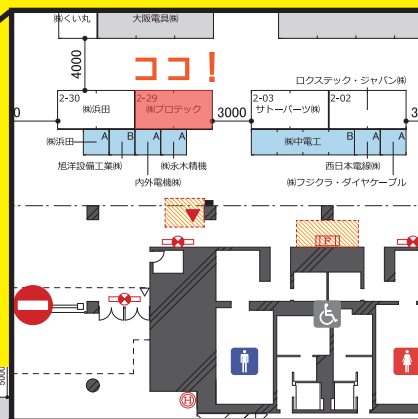 ㈱くい丸 大阪電具㈱
4000
ココ！
ロクステック・ジャパン㈱
2-30 2-29 2-03 2-02
㈱浜田 ㈱プロテック 3000 サトーパーツ㈱
㈱浜田 A B A A ㈱中電工 B A A
旭洋設備工業㈱ ㈱永木精機 西日本電線㈱
内外電機㈱ ㈱フジクラ・ダイヤケーブル
F
5000
H